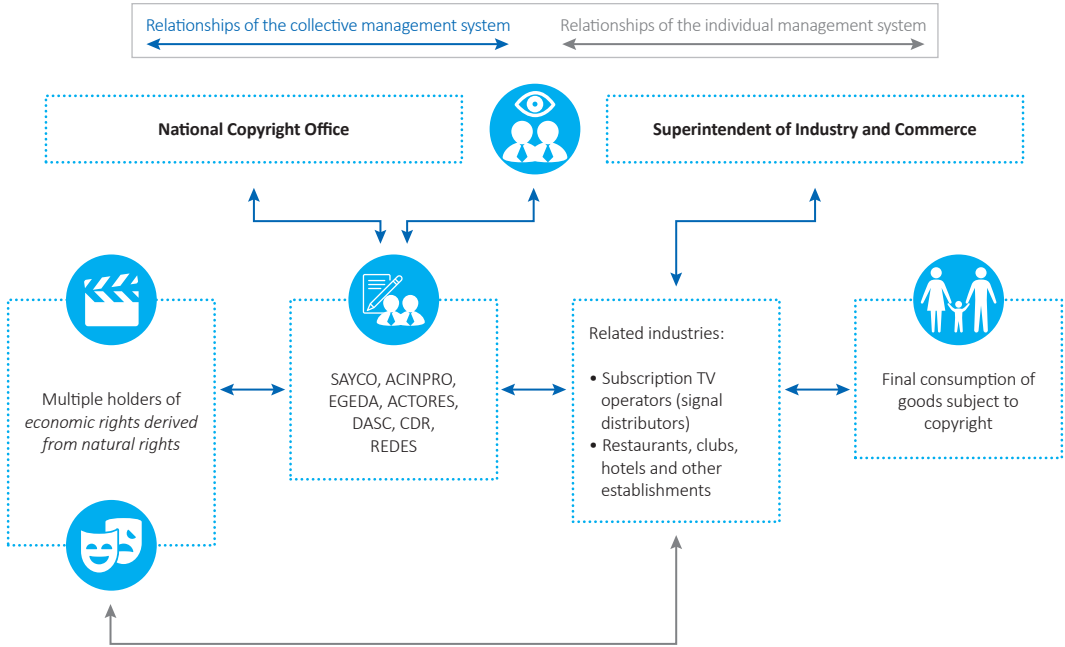 Relationships of the collective management system
Relationships of the individual management system
National Copyright Office
Superintendent of Industry and Commerce
Multiple holders of
economic rights derived
from natural rights
SAYCO, ACINPRO,
EGEDA, ACTORES,
DASC, CDR,
REDES
Related industries:
• Subscription TV
operators (signal
distributors)
• Restaurants, clubs,
hotels and other
establishments
Final consumption of
goods subject to
copyright